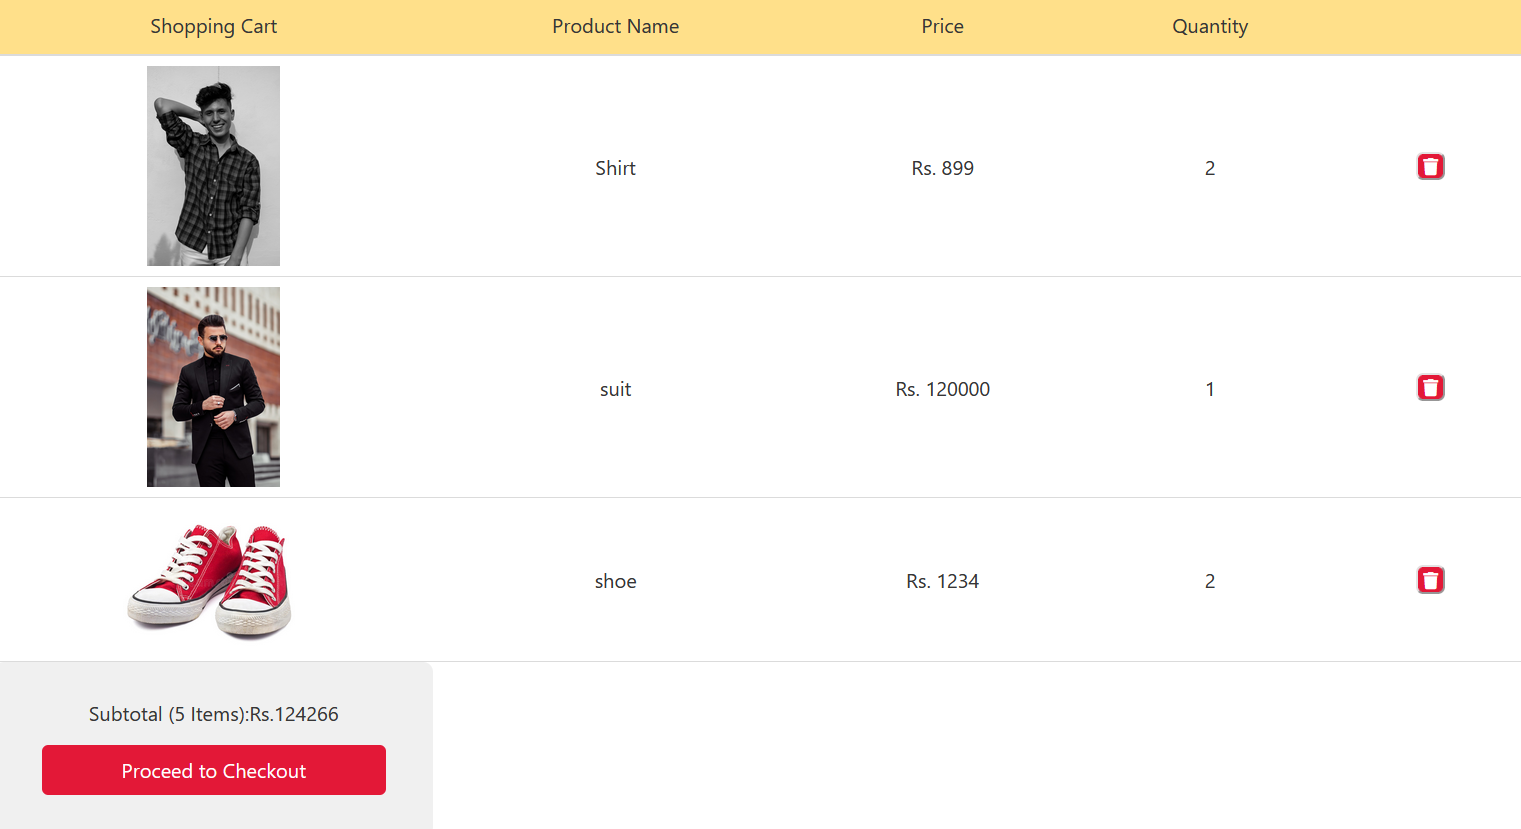 Shopping Cart Product Name Price Quantity
Shirt Rs. 899 2
suit Rs. 120000 1
shoe Rs. 1234 2
Subtotal (5 Items):Rs.124266
Proceed to Checkout